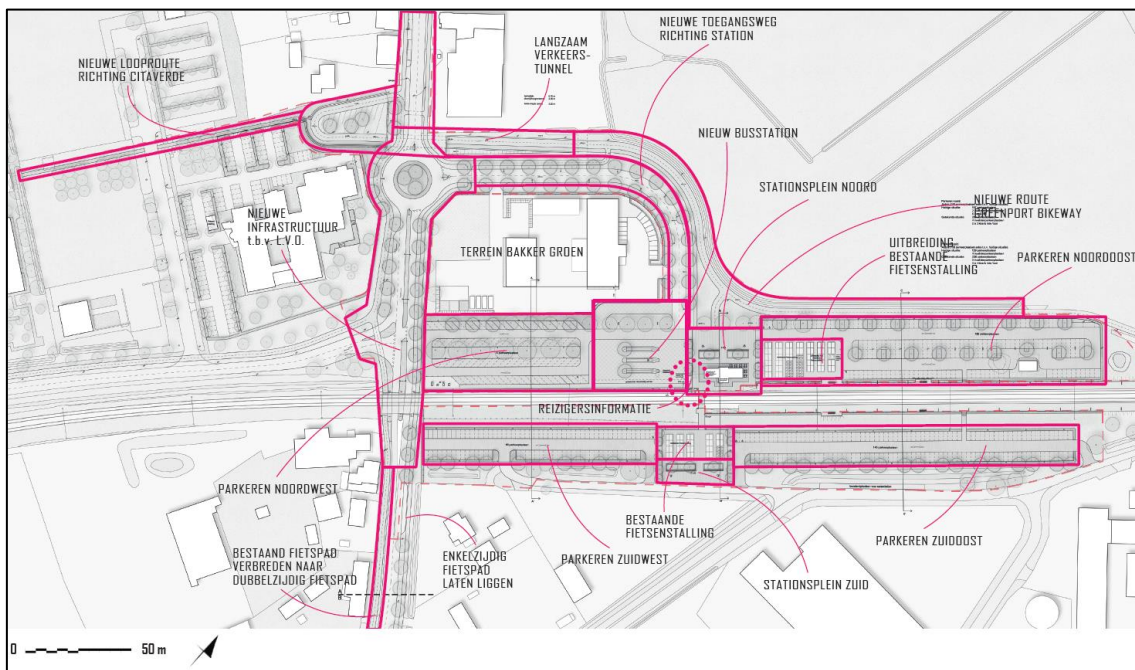 NIEUWE TOEGANGSWEG
RICHTING STATION
LANGZAAM
VERKEERS-
TUNNEL
NIEUWE LOOPROUTE
RICHTING CITAVERDE
NIEUW BUSSTATION
STATIONSPLEIN NOORD
NIEUWE ROUTE
GREENPORT BIKEWAY
NIEUWE
INFRASTRUCTUUR
t.b.v. L.V.O.
TERREIN BAKKER GROEN
UITBREIDING
BESTAANDE
FIETSENSTALLING
PARKEREN NOORDOOST
REIZIGERSINFORMATIE
PARKEREN NOORDWEST
BESTAANDE
FIETSENSTALLING
PARKEREN ZUIDWEST
PARKEREN ZUIDOOST
STATIONSPLEIN ZUID
BESTAAND FIETSPAD
VERBREDEN NAAR
DUBBELZIJDIG FIETSPAD
ENKELZIJDIG
FIETSPAD
LATEN LIGGEN
0 50 m